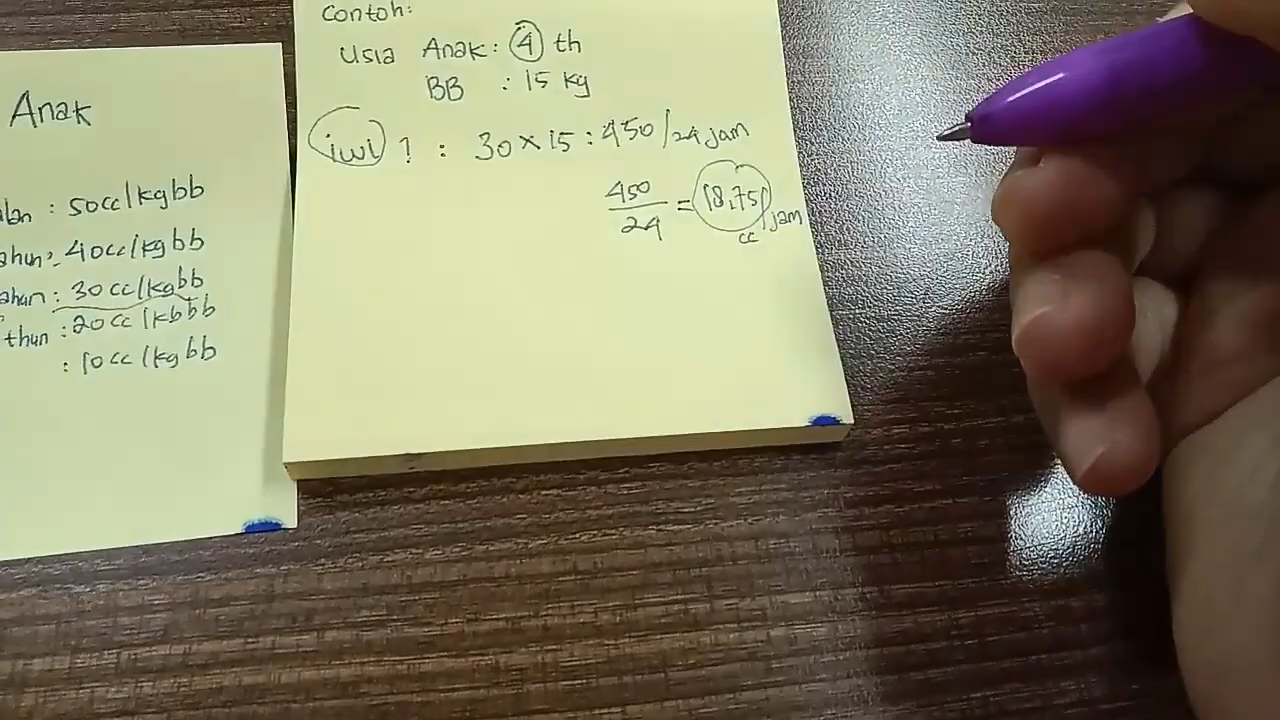 Anak
: 50cc/kgbb
: 40cc/kgbb
: 30cc/kgbb
thun : 20cc/kbbb
: 10cc/kgbb
Contoh:
Usia Anak: 4 th
BB : 15 kg
iwl ? : 30 x 15 : 450/24 jam
450
24
= 18,75/jam
cc